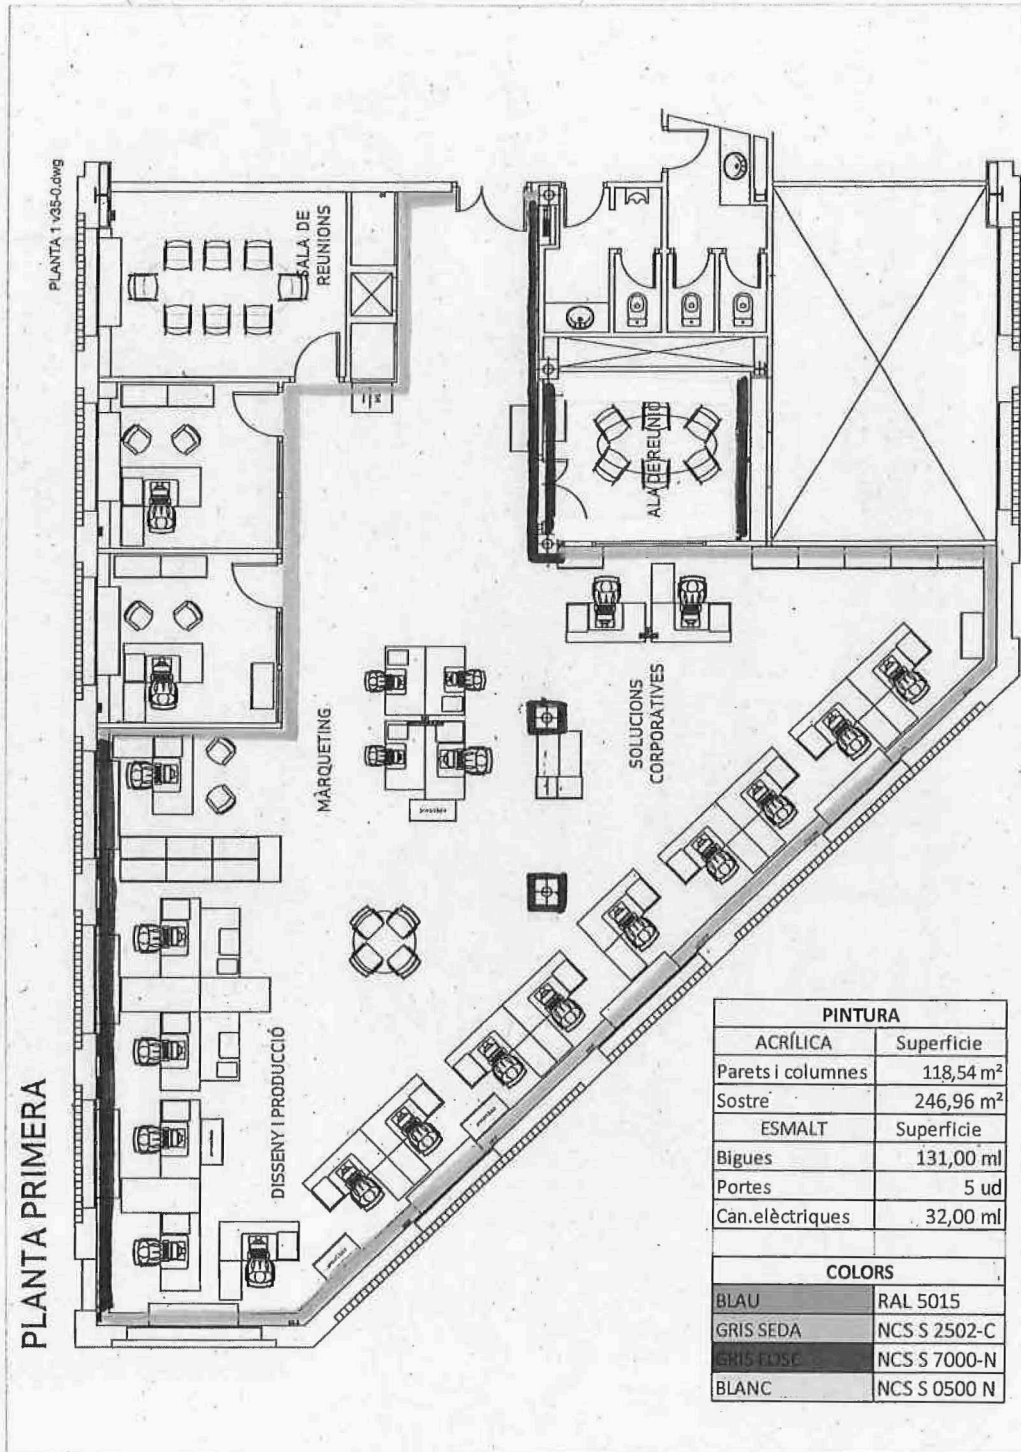 PLANTA PRIMERA
PLANTA 1 v35-0.dwg
SALA DE
REUNIONS
ALA DE REUNIO
MÀRQUETING
SOLUCIONS
CORPORATIVES
DISSENY I PRODUCCIÓ
PINTURA
ACRÍLICA Superficie
Parets i columnes 118,54 m²
Sostre 246,96 m²
ESMALT Superficie
Bigues 131,00 ml
Portes 5 ud
Can.elèctriques 32,00 ml
COLORS
BLAU RAL 5015
GRIS SEDA NCS S 2502-C
GRIS FOSC NCS S 7000-N
BLANC NCS S 0500 N